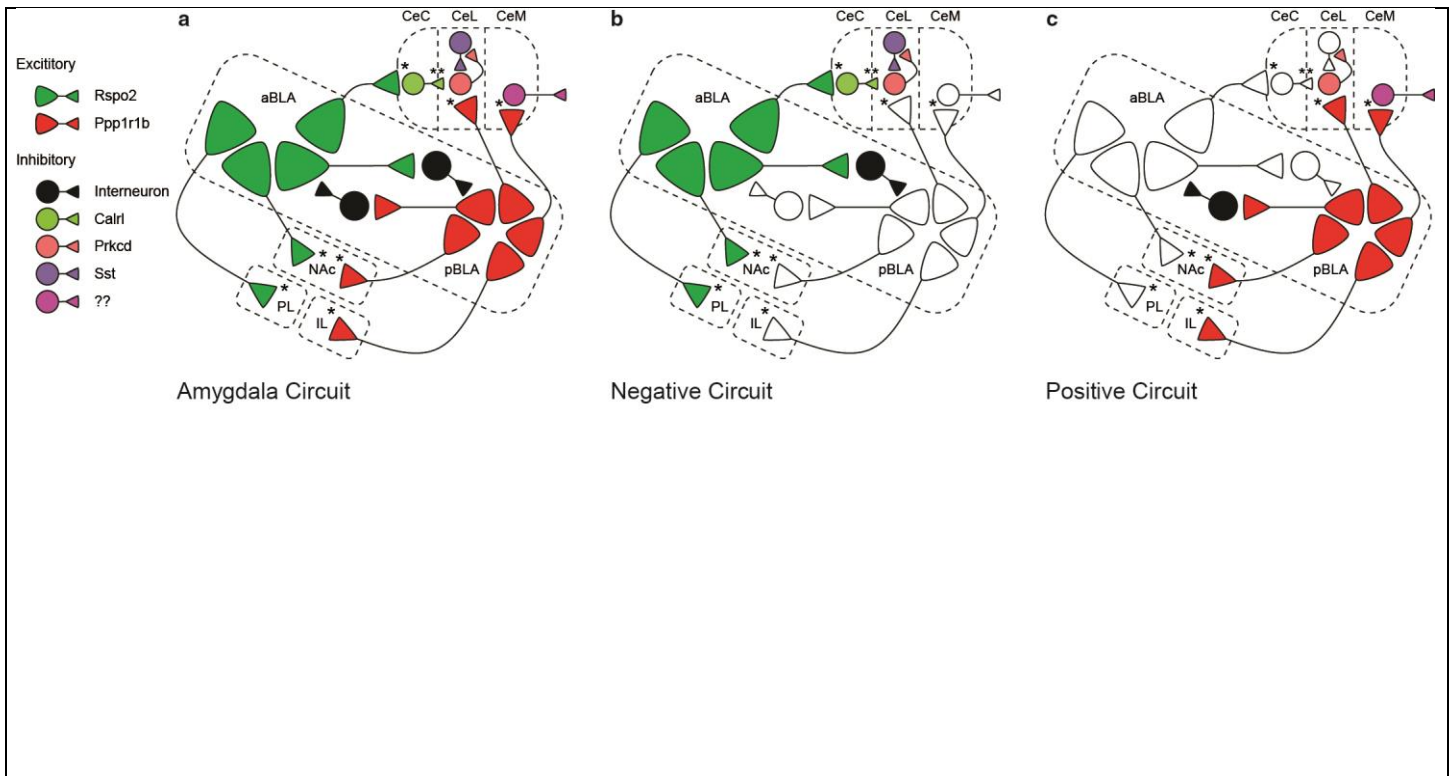 a
b
c
CeC CeL CeM
CeC CeL CeM
CeC CeL CeM
Excititory
Rspo2
Ppp1r1b
Inhibitory
Interneuron
Calrl
Prkcd
Sst
??
* **
* *
aBLA
NAc
* *
pBLA
PL
*
IL
*
* **
* *
aBLA
NAc
* *
pBLA
PL
*
IL
*
* **
* *
aBLA
NAc
* *
pBLA
PL
*
IL
*
Amygdala Circuit
Negative Circuit
Positive Circuit